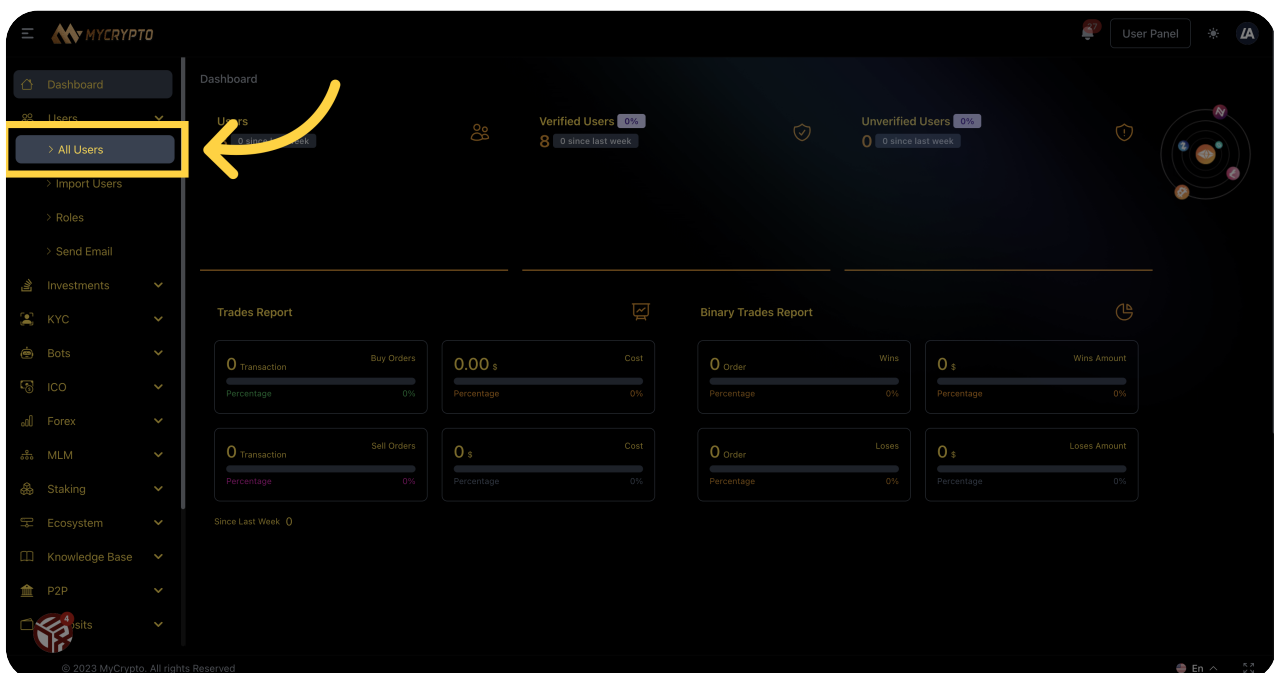 MYCRYPTO
27
User Panel
Dashboard
Users
All Users
Import Users
Roles
Send Email
Investments
KYC
Bots
ICO
Forex
MLM
Staking
Ecosystem
Knowledge Base
P2P
4
Dashboard
Users
0 since
Verified Users 0%
8 0 since last week
Unverified Users 0%
0 0 since last week
Trades Report
0 Transaction Buy Orders
Percentage 0%
0.00 $ Cost
Percentage 0%
0 Transaction Sell Orders
Percentage 0%
0 $ Cost
Percentage 0%
Since Last Week 0
Binary Trades Report
0 Order Wins
Percentage 0%
0 $ Wins Amount
Percentage 0%
0 Order Loses
Percentage 0%
0 $ Loses Amount
Percentage 0%
© 2023 MyCrypto. All rights Reserved
En